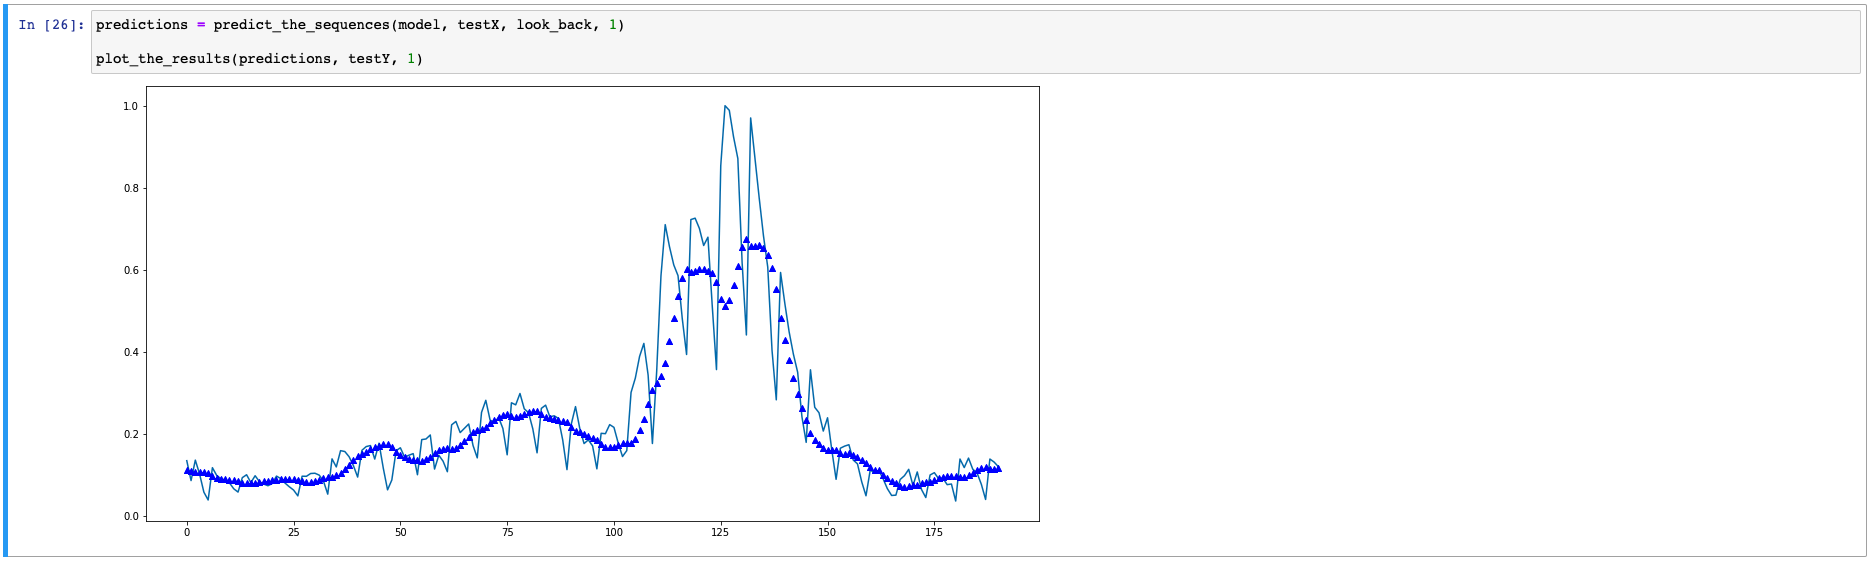 In [26]: predictions = predict_the_sequences(model, testX, look_back, 1)
plot_the_results(predictions, testY, 1)
1.0
0.8
0.6
0.4
0.2
0.0
0 25 50 75 100 125 150 175